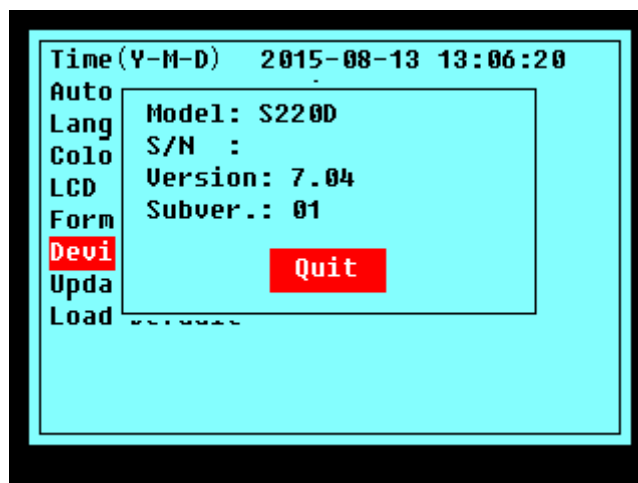 Time(Y-M-D) 2015-08-13 13:06:20
Auto
Lang
Colo
LCD
Form
Devi
Upda
Load
Model: S220D
S/N :
Version: 7.04
Subver.: 01
Quit